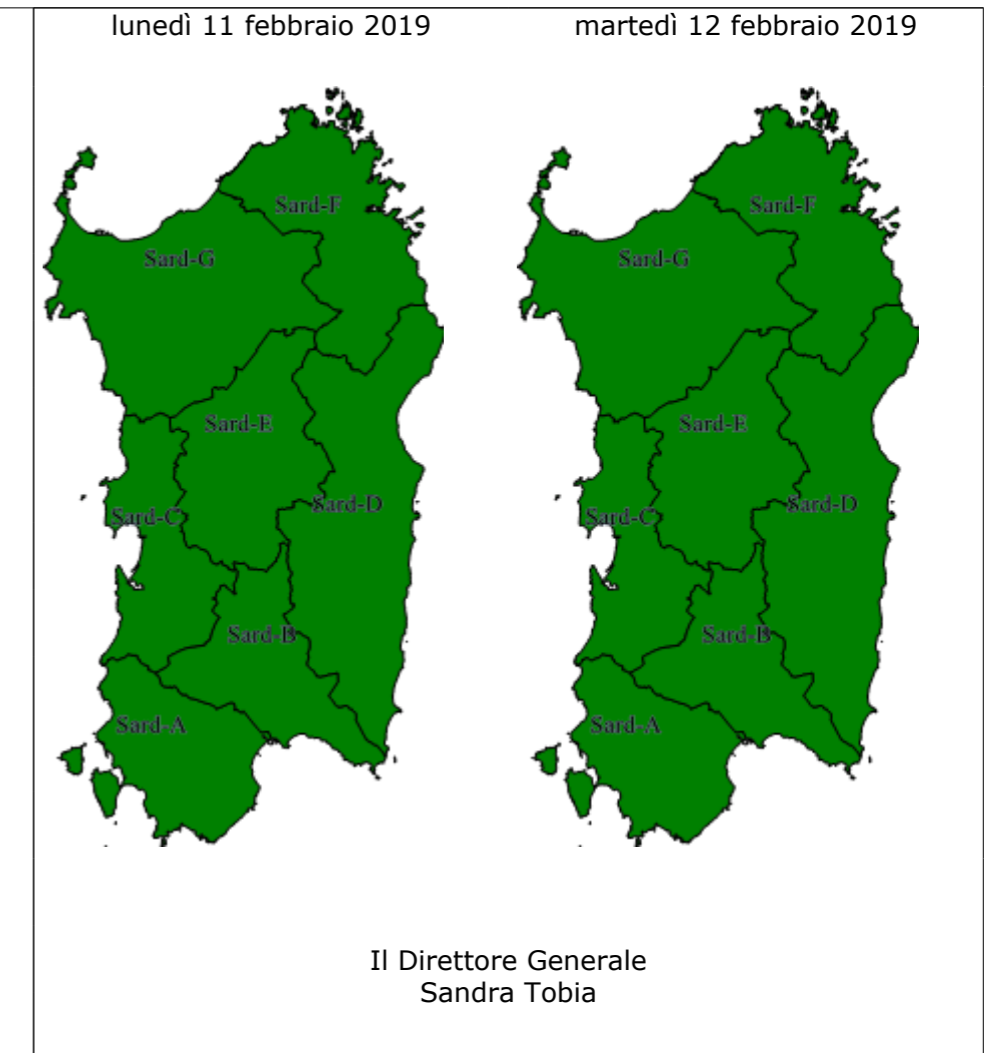 lunedì 11 febbraio 2019
martedì 12 febbraio 2019
Sard-F
Sard-G
Sard-E
Sard-D
Sard-C
Sard-B
Sard-A
Sard-F
Sard-G
Sard-E
Sard-D
Sard-C
Sard-B
Sard-A
Il Direttore Generale
Sandra Tobia